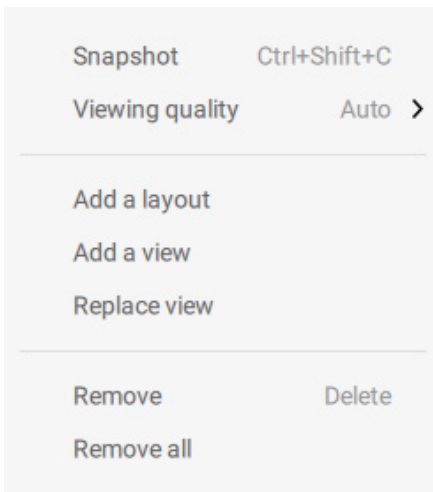 Snapshot Ctrl+Shift+C
Viewing quality Auto
Add a layout
Add a view
Replace view
Remove Delete
Remove all